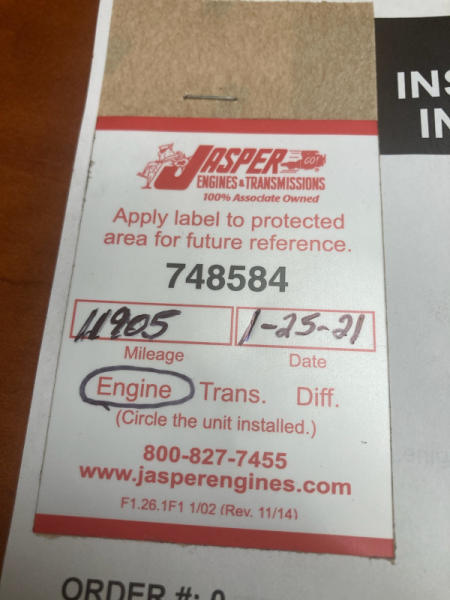 INS
IN
JASPER GO!
ENGINES & TRANSMISSIONS
100% Associate Owned
Apply label to protected
area for future reference.
748584
11905 1-25-21
Mileage Date
Engine Trans. Diff.
(Circle the unit installed.)
800-827-7455
www.jasperengines.com
F1.26.1F1 1/02 (Rev. 11/14)
ORDER #: